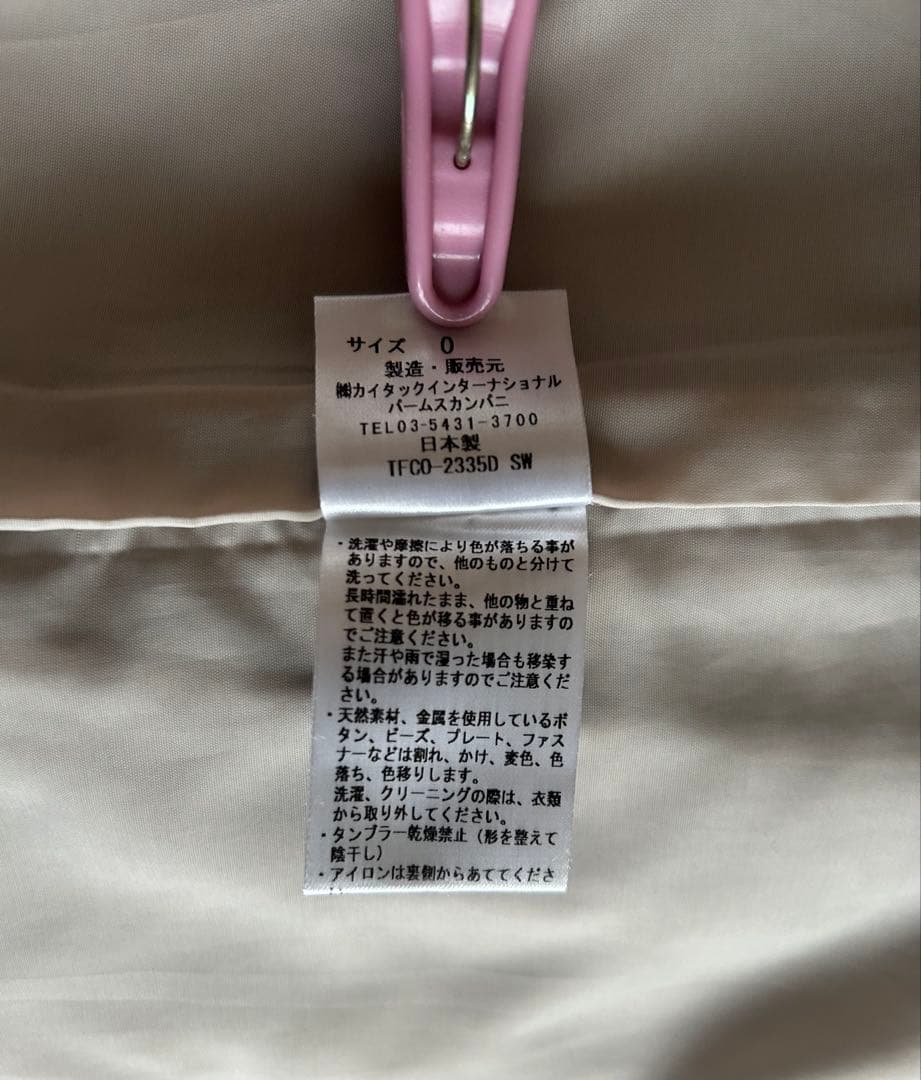 サイズ 0
製造・販売元
㈱カイタックインターナショナル
パームスカンパニ
TEL03-5431-3700
日本製
TFCO-2335D SW
・洗濯や摩擦により色が落ちる事が
ありますので、他のものと分けて
洗ってください。
長時間濡れたまま、他の物と重ね
て置くと色が移る事がありますの
でご注意ください。
また汗や雨で湿った場合も移染す
る場合がありますのでご注意くだ
さい。
・天然素材、金属を使用しているボ
タン、ビーズ、プレート、ファス
ナーなどは割れ、かけ、変色、色
落ち、色移りします。
洗濯、クリーニングの際は、衣類
から取り外してください。
・タンブラー乾燥禁止（形を整えて
陰干し）
・アイロンは裏側からあててくださ